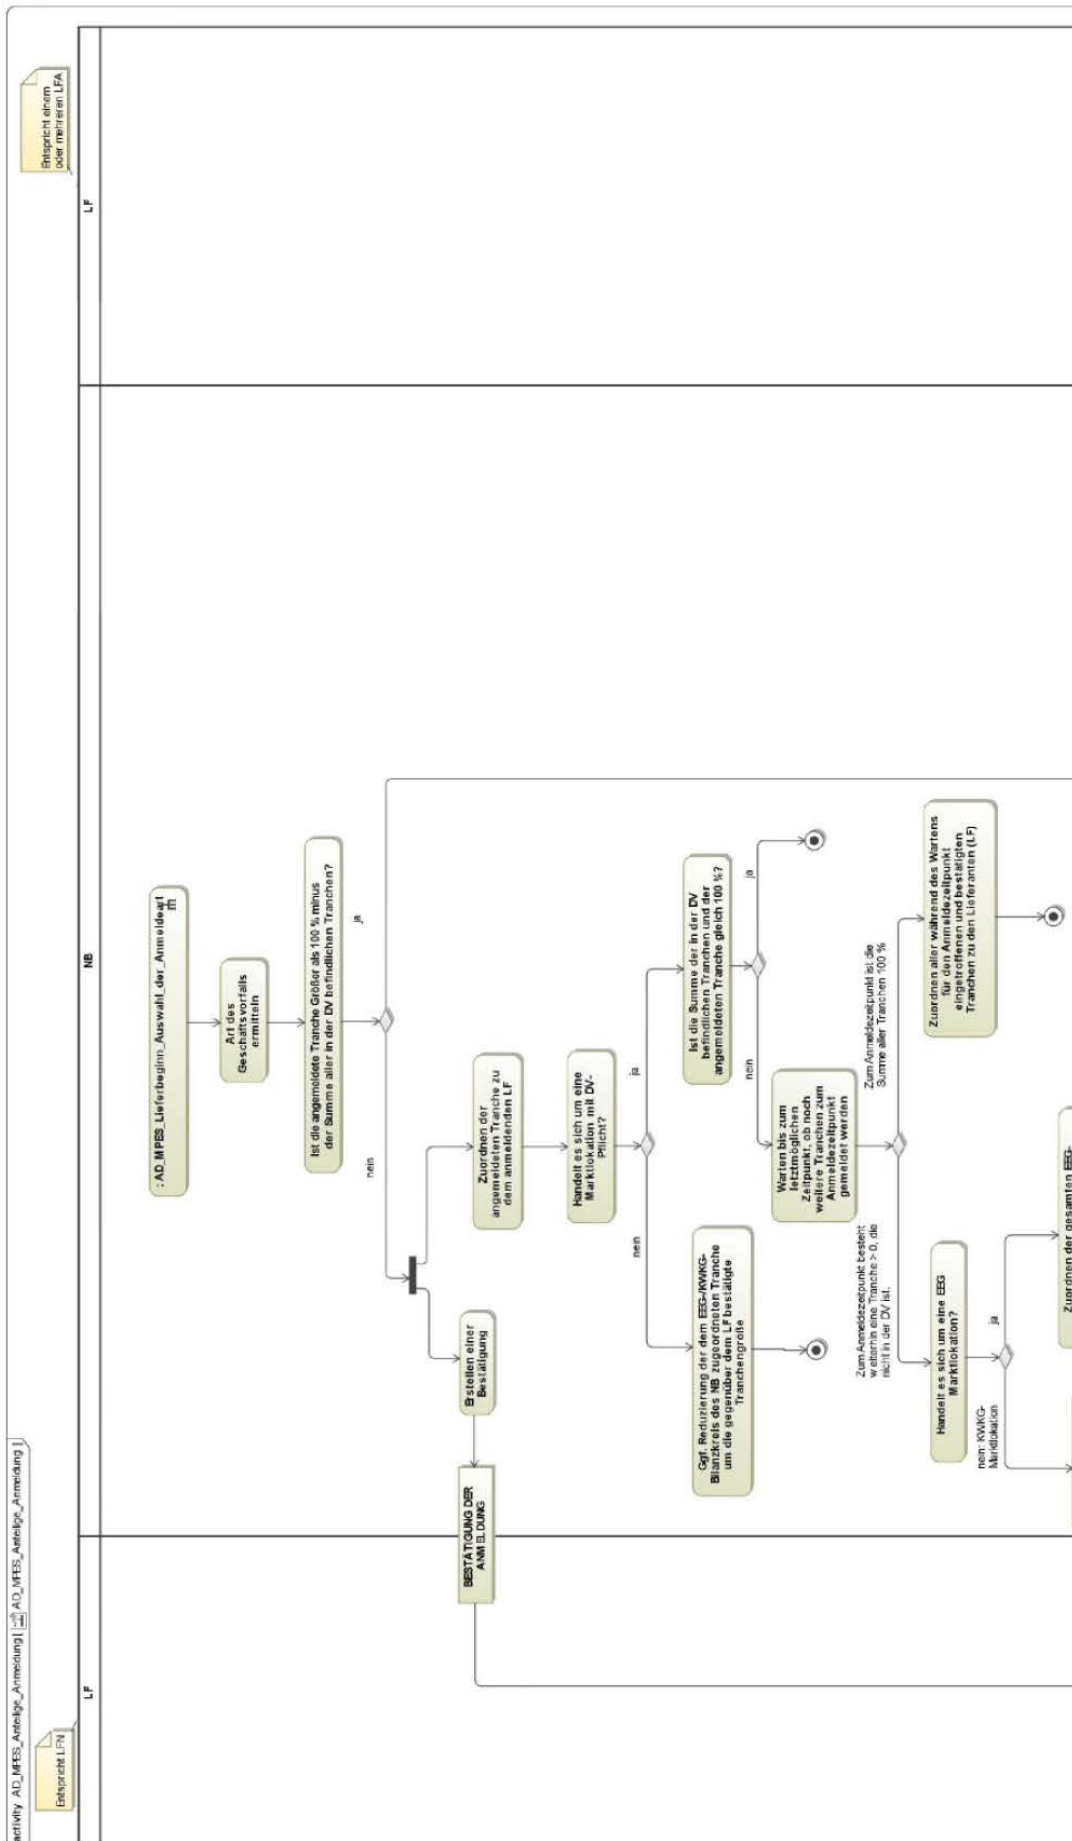 activity AD_MPES_Anteilige_Anmeldung [ AD_MPES_Anteilige_Anmeldung ]
Entspricht LFN
Entspricht einem
oder mehreren LFA
LF
NB
LF
: AD_MPES_Lieferbeginn_Auswahl_der_Anmeldeart
Art des
Geschäftsvorfalls
ermitteln
Ist die angemeldete Tranche Größer als 100 % minus
der Summe aller in der DV befindlichen Tranchen?
nein
ja
Erstellen einer
Bestätigung
BESTÄTIGUNG DER
ANMELDUNG
Zuordnen der
angemeldeten Tranche zu
dem anmeldenden LF
Handelt es sich um eine
Marktlokation mit DV-
Pflicht?
nein
ja
Ggf. Reduzierung der dem EEG-/KWKG-
Bilanzkreis des NB zugeordneten Tranche
um die gegenüber dem LF bestätigte
Tranchengröße
Ist die Summe der in der DV
befindlichen Tranchen und der
angemeldeten Tranche gleich 100 %?
nein
ja
Warten bis zum
letztmöglichen
Zeitpunkt, ob noch
weitere Tranchen zum
Anmeldezeitpunkt
gemeldet werden
Zum Anmeldezeitpunkt besteht
weiterhin eine Tranche > 0, die
nicht in der DV ist.
Zum Anmeldezeitpunkt ist die
Summe aller Tranchen 100 %
Handelt es sich um eine EEG
Marktlokation?
Zuordnen aller während des Wartens
für den Anmeldezeitpunkt
eingetroffenen und bestätigten
Tranchen zu den Lieferanten (LF)
nein: KWKG-
Marktlokation
ja
Zuordnen der gesamten EEG-